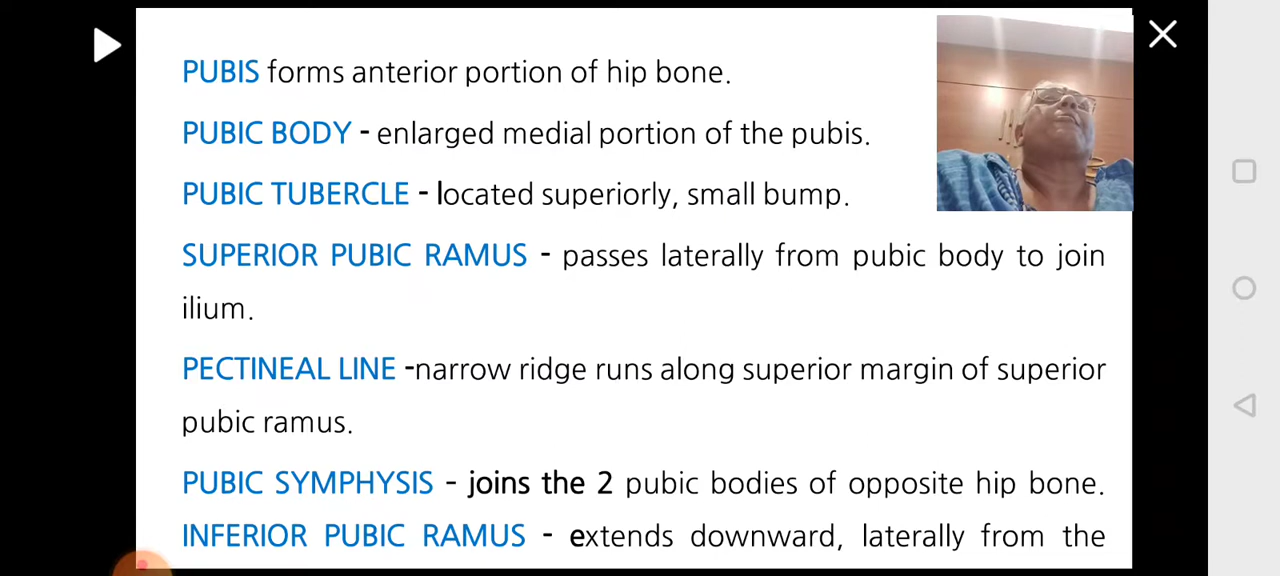 PUBIS forms anterior portion of hip bone.
PUBIC BODY - enlarged medial portion of the pubis.
PUBIC TUBERCLE - located superiorly, small bump.
SUPERIOR PUBIC RAMUS - passes laterally from pubic body to join
ilium.
PECTINEAL LINE -narrow ridge runs along superior margin of superior
pubic ramus.
PUBIC SYMPHYSIS - joins the 2 pubic bodies of opposite hip bone.
INFERIOR PUBIC RAMUS - extends downward, laterally from the